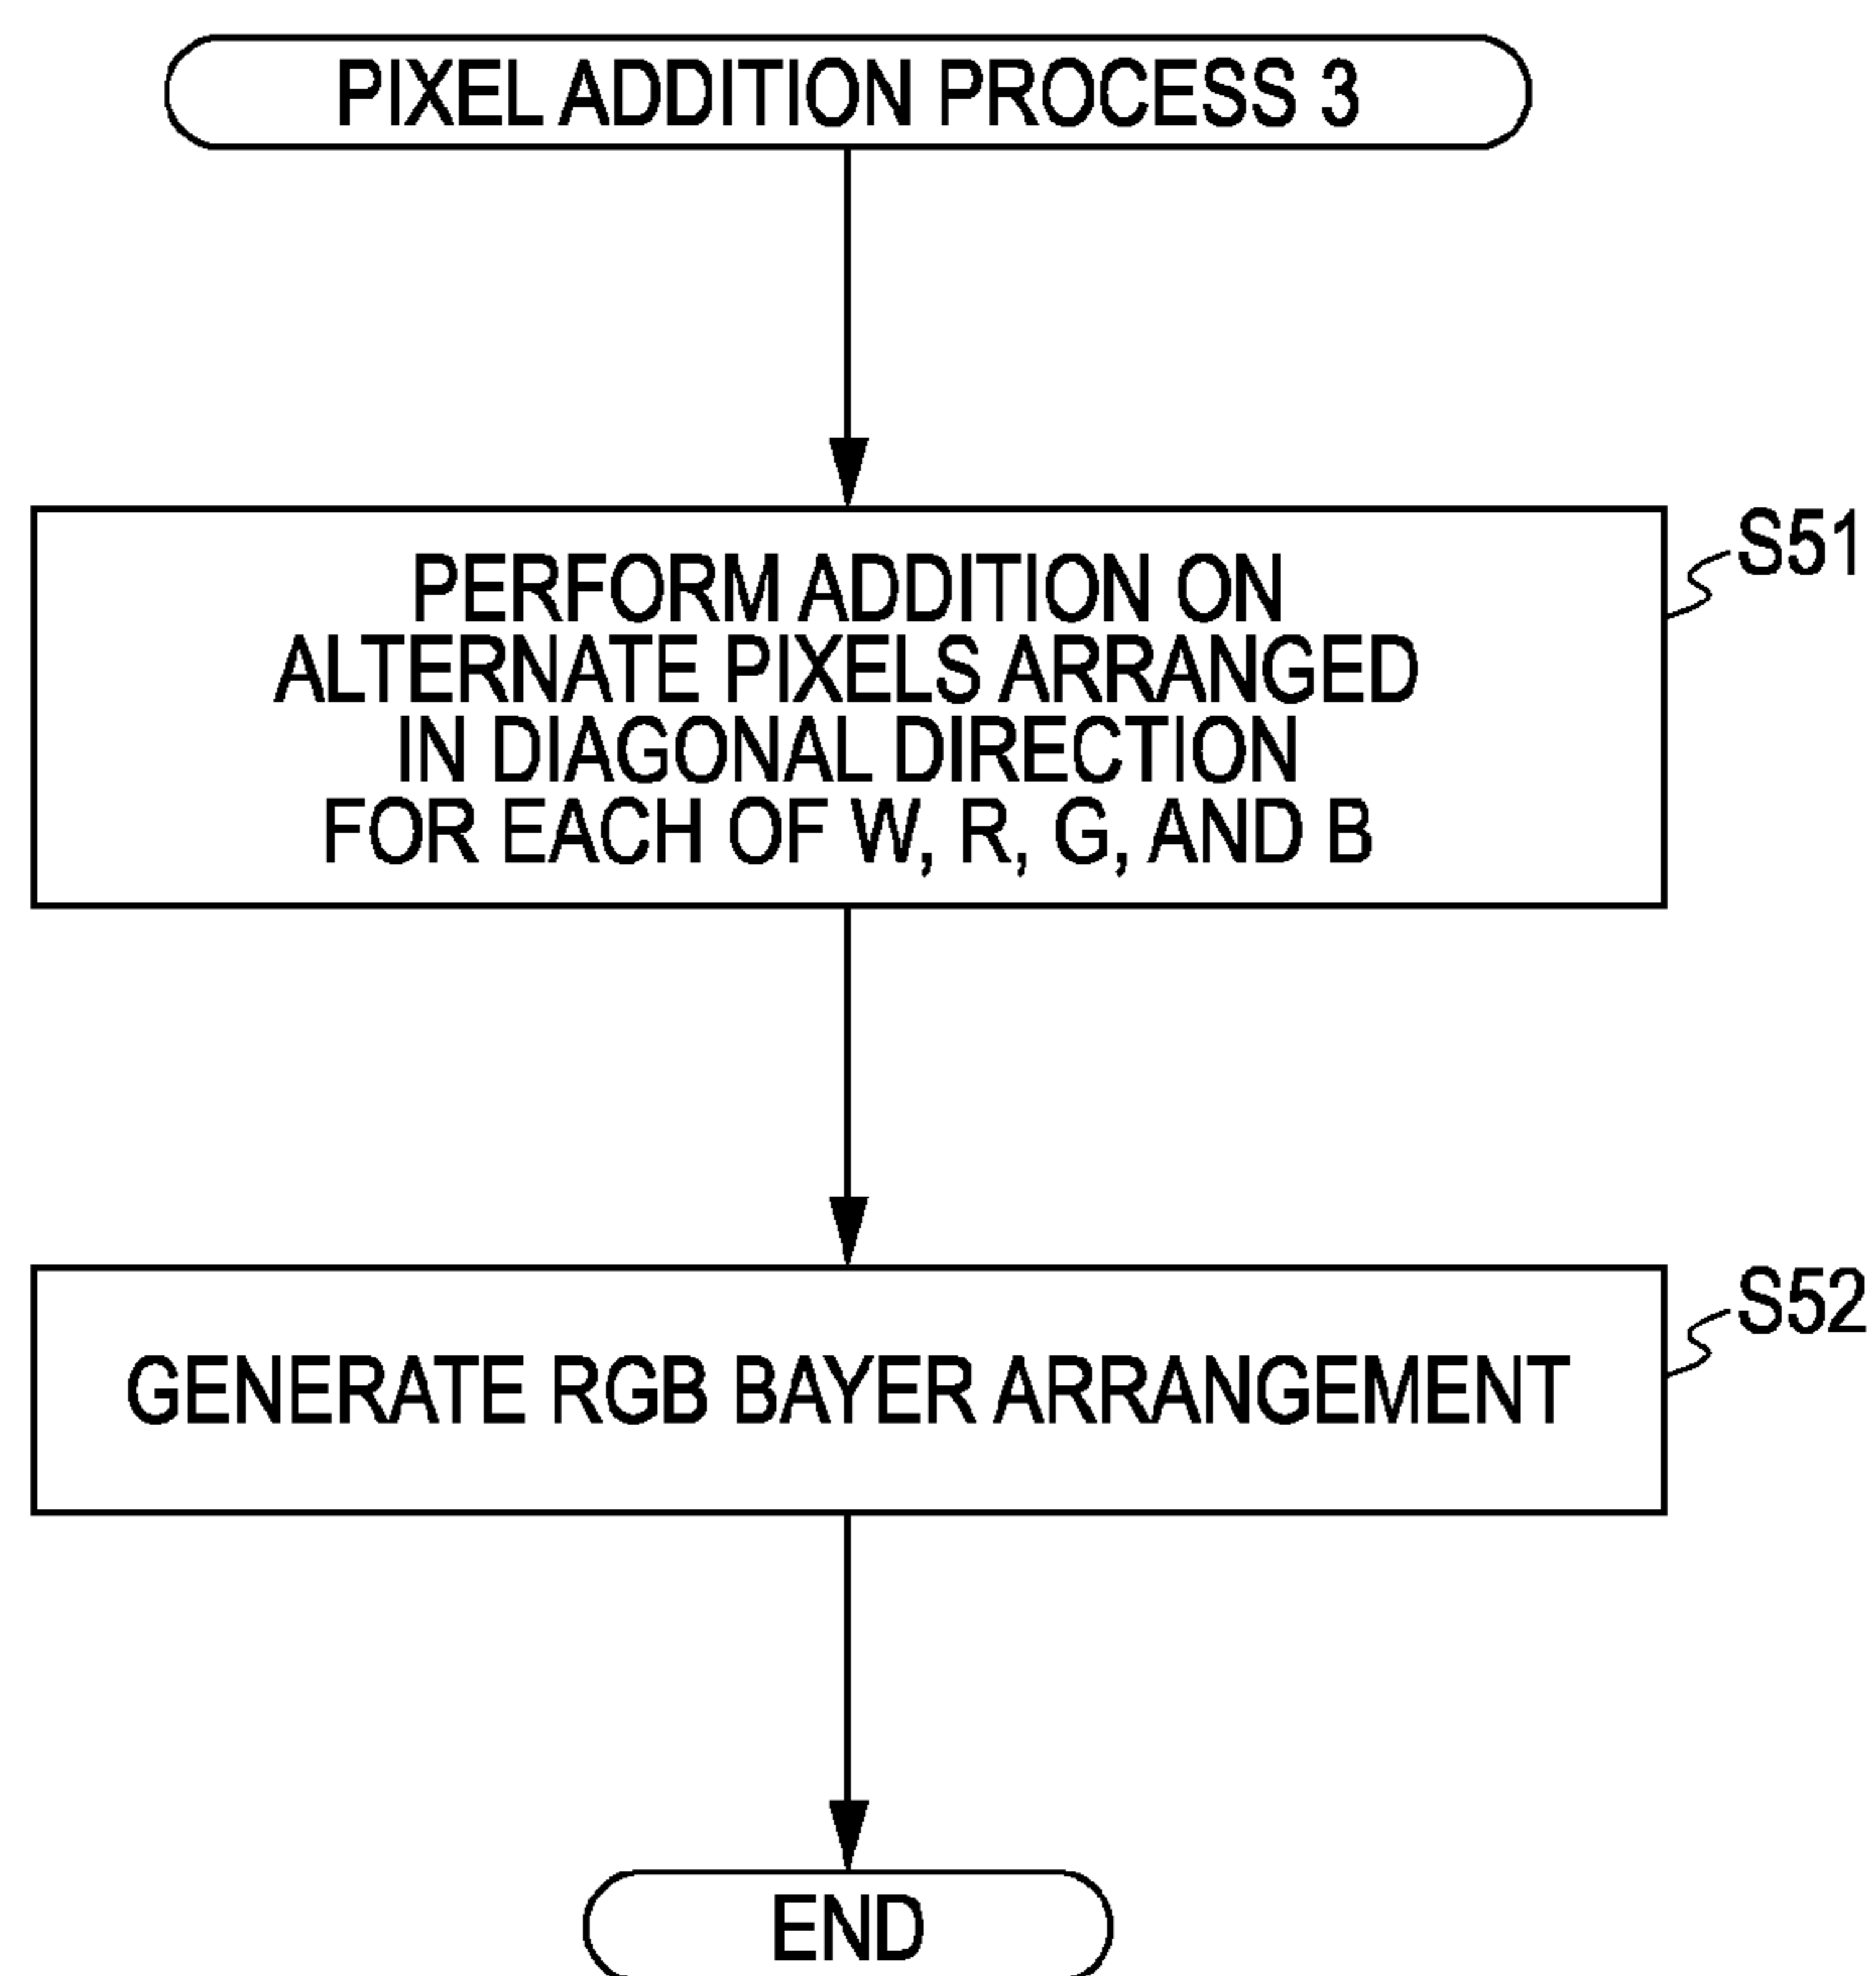 PIXEL ADDITION PROCESS 3
PERFORM ADDITION ON
ALTERNATE PIXELS ARRANGED
IN DIAGONAL DIRECTION
FOR EACH OF W, R, G, AND B
S51
GENERATE RGB BAYER ARRANGEMENT
S52
END